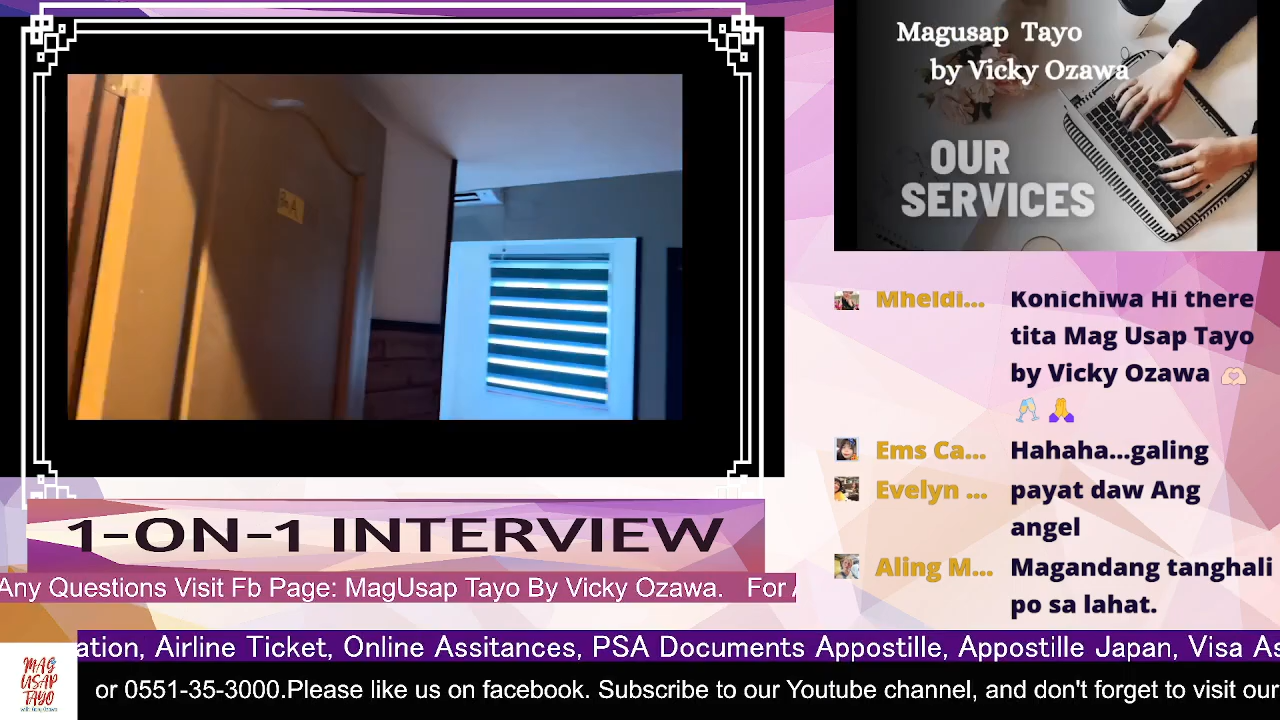 Magusap Tayo
by Vicky Ozawa
OUR
SERVICES
Mheldi... Konichiwa Hi there
tita Mag Usap Tayo
by Vicky Ozawa 🫶🏻
🥂 🙏
Ems Ca... Hahaha...galing
Evelyn ... payat daw Ang
angel
Aling M... Magandang tanghali
po sa lahat.
1-ON-1 INTERVIEW
Any Questions Visit Fb Page: MagUsap Tayo By Vicky Ozawa. For
ation, Airline Ticket, Online Assitances, PSA Documents Appostille, Appostille Japan, Visa As
MAG
USAP
TAYO
or 0551-35-3000.Please like us on facebook. Subscribe to our Youtube channel, and don't forget to visit our